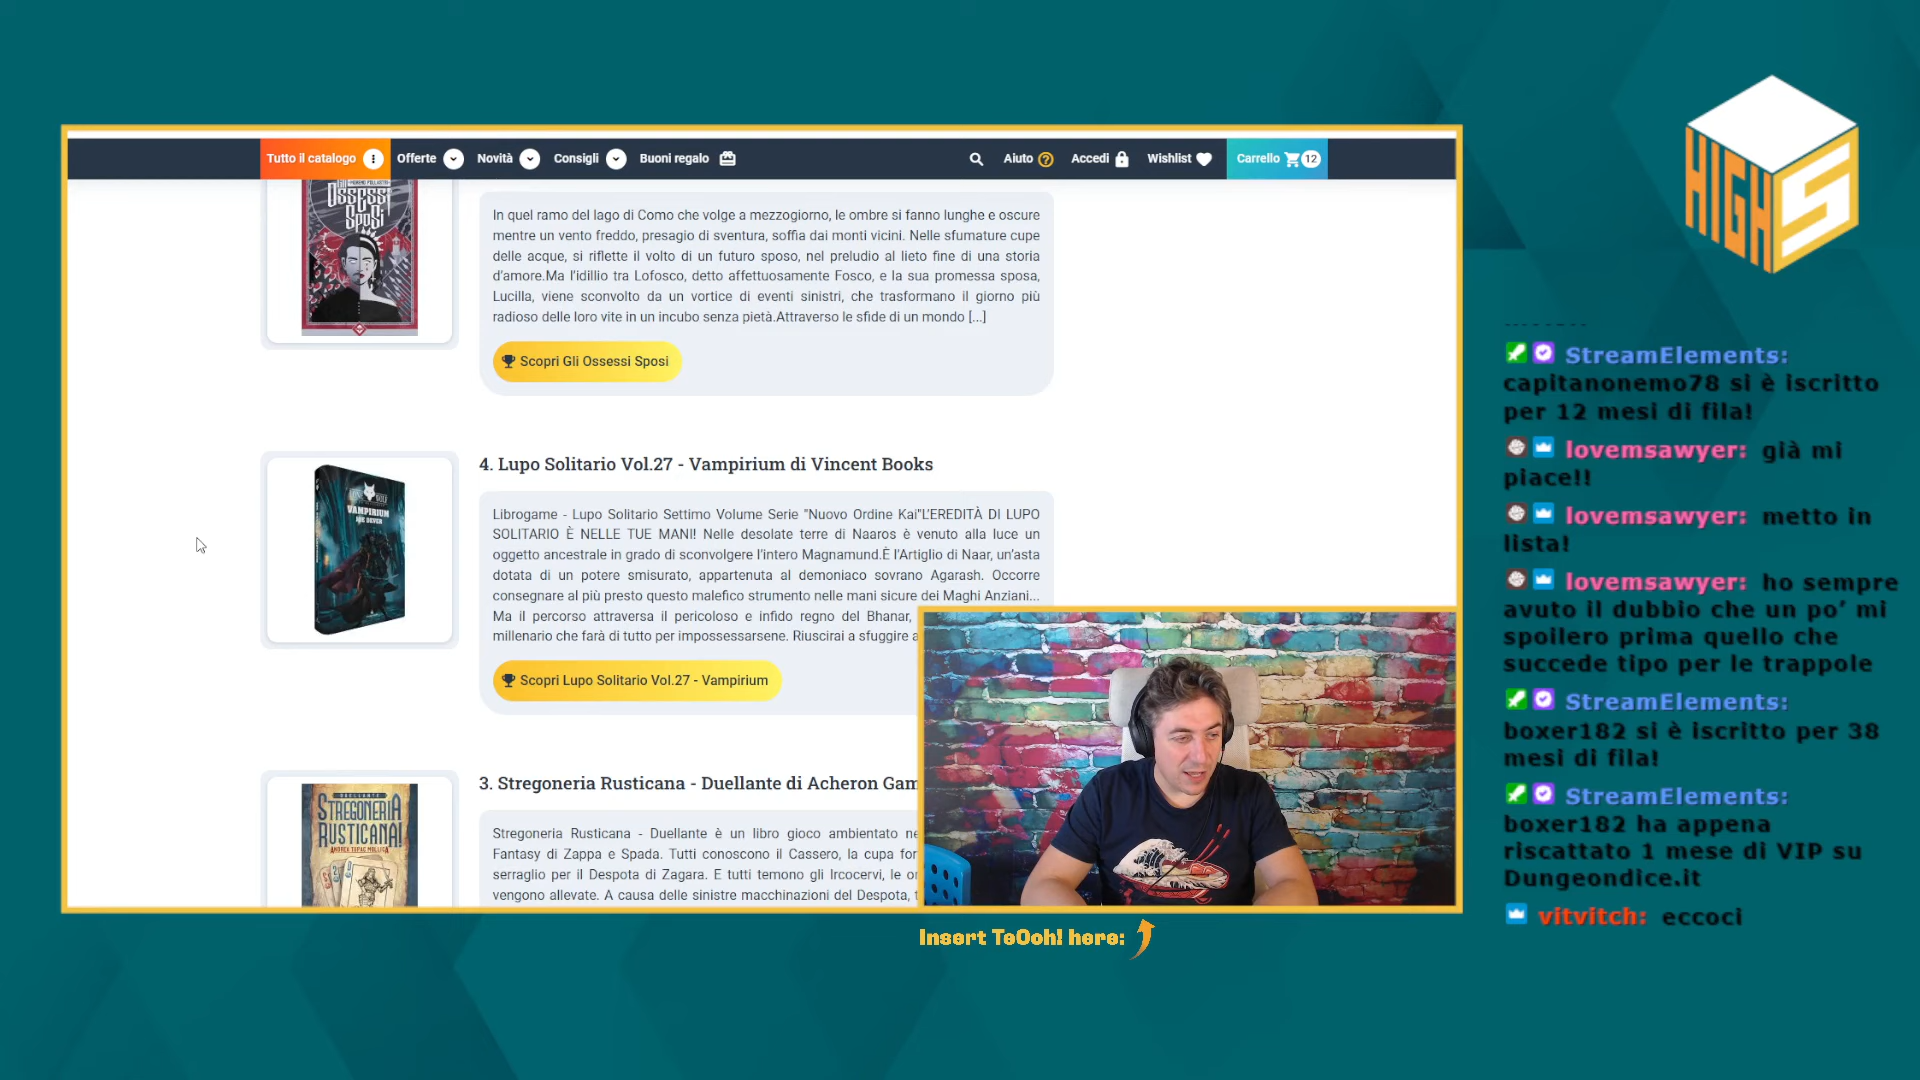 Tutto il catalogo
Offerte
Novità
Consigli
Buoni regalo
Aiuto
Accedi
Wishlist
Carrello 12
OSSESSI
SPOSI
In quel ramo del lago di Como che volge a mezzogiorno, le ombre si fanno lunghe e oscure
mentre un vento freddo, presagio di sventura, soffia dai monti vicini. Nelle sfumature cupe
delle acque, si riflette il volto di un futuro sposo, nel preludio al lieto fine di una storia
d'amore.Ma l'idillio tra Lofosco, detto affettuosamente Fosco, e la sua promessa sposa,
Lucilla, viene sconvolto da un vortice di eventi sinistri, che trasformano il giorno più
radioso delle loro vite in un incubo senza pietà.Attraverso le sfide di un mondo [...]
Scopri Gli Ossessi Sposi
4. Lupo Solitario Vol.27 - Vampirium di Vincent Books
VAMPIRIUM
JOE DEVER
Librogame - Lupo Solitario Settimo Volume Serie "Nuovo Ordine Kai"L'EREDITÀ DI LUPO
SOLITARIO È NELLE TUE MANI! Nelle desolate terre di Naaros è venuto alla luce un
oggetto ancestrale in grado di sconvolgere l'intero Magnamund.È l'Artiglio di Naar, un'asta
dotata di un potere smisurato, appartenuta al demoniaco sovrano Agarash. Occorre
consegnare al più presto questo malefico strumento nelle mani sicure dei Maghi Anziani...
Ma il percorso attraversa il pericoloso e infido regno del Bhanar,
millenario che farà di tutto per impossessarsene. Riuscirai a sfuggire a
Scopri Lupo Solitario Vol.27 - Vampirium
3. Stregoneria Rusticana - Duellante di Acheron Gam
DUELLANTE
STREGONERIA
RUSTICANA!
Stregoneria Rusticana - Duellante è un libro gioco ambientato ne
Fantasy di Zappa e Spada. Tutti conoscono il Cassero, la cupa for
serraglio per il Despota di Zagara. E tutti temono gli Ircocervi, le or
vengono allevate. A causa delle sinistre macchinazioni del Despota, t
Insert TeOoh! here:
HIGH5
StreamElements:
capitanonemo78 si è iscritto
per 12 mesi di fila!
lovemsawyer: già mi
piace!!
lovemsawyer: metto in
lista!
lovemsawyer: ho sempre
avuto il dubbio che un po' mi
spoilero prima quello che
succede tipo per le trappole
StreamElements:
boxer182 si è iscritto per 38
mesi di fila!
StreamElements:
boxer182 ha appena
riscattato 1 mese di VIP su
Dungeondice.it
vitvitch: eccoci